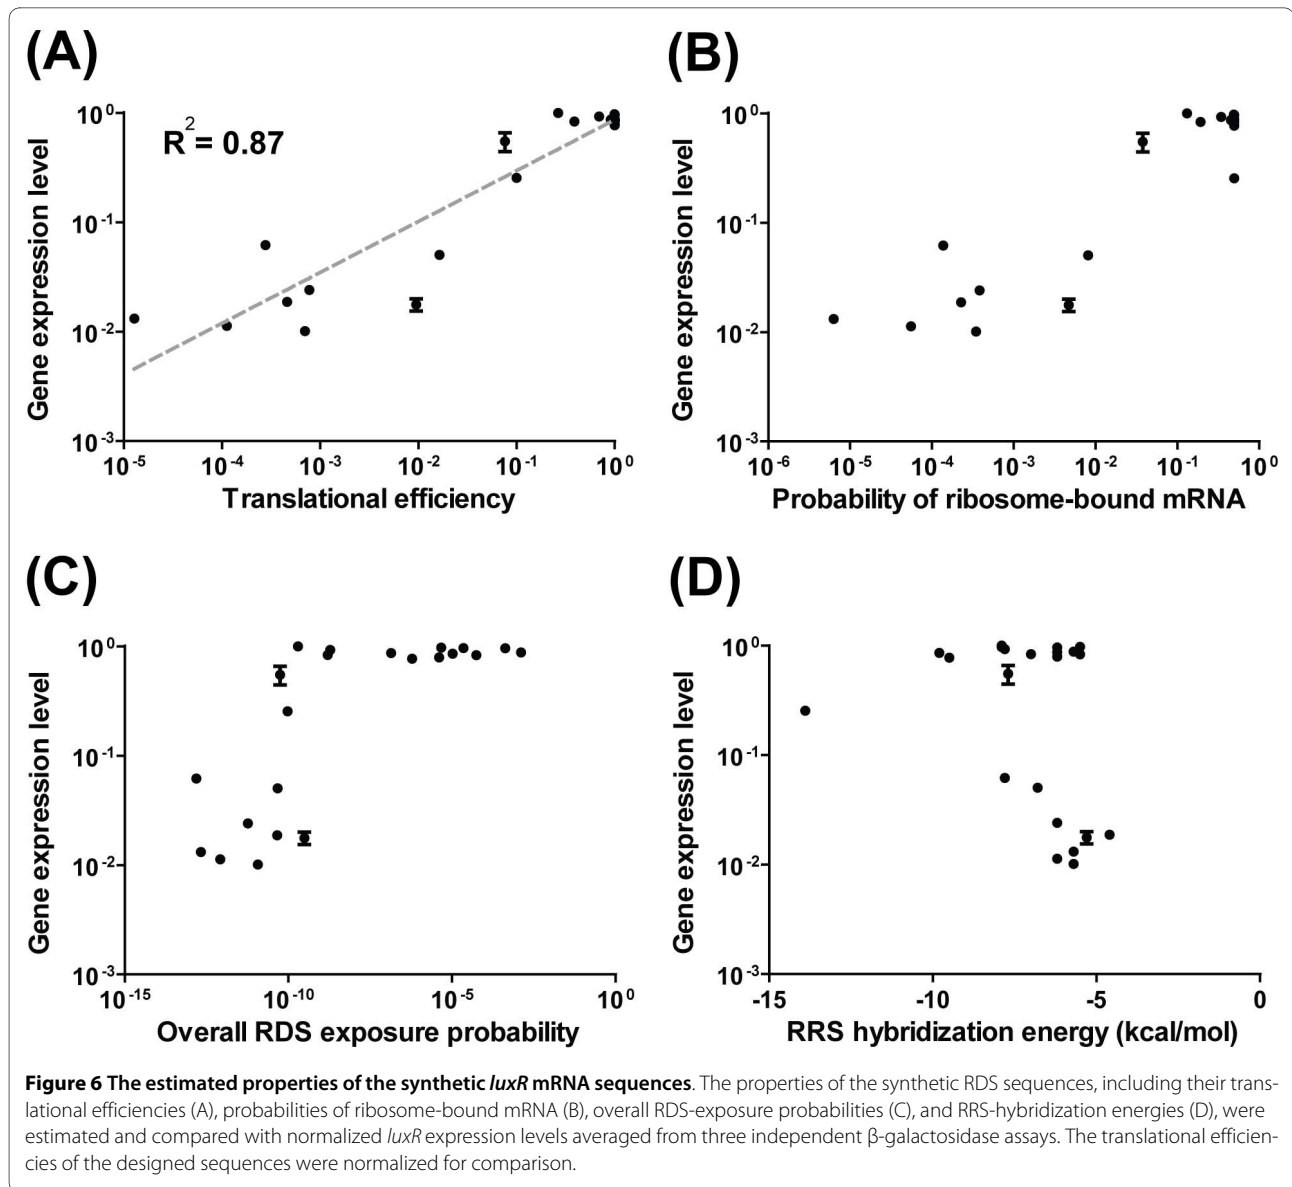 (A)
R² = 0.87
Gene expression level
10⁰
10⁻¹
10⁻²
10⁻³
10⁻⁵ 10⁻⁴ 10⁻³ 10⁻² 10⁻¹ 10⁰
Translational efficiency
(B)
Gene expression level
10⁰
10⁻¹
10⁻²
10⁻³
10⁻⁶ 10⁻⁵ 10⁻⁴ 10⁻³ 10⁻² 10⁻¹ 10⁰
Probability of ribosome-bound mRNA
(C)
Gene expression level
10⁰
10⁻¹
10⁻²
10⁻³
10⁻¹⁵ 10⁻¹⁰ 10⁻⁵ 10⁰
Overall RDS exposure probability
(D)
Gene expression level
10⁰
10⁻¹
10⁻²
10⁻³
-15 -10 -5 0
RRS hybridization energy (kcal/mol)
Figure 6 The estimated properties of the synthetic luxR mRNA sequences. The properties of the synthetic RDS sequences, including their trans-
lational efficiencies (A), probabilities of ribosome-bound mRNA (B), overall RDS-exposure probabilities (C), and RRS-hybridization energies (D), were
estimated and compared with normalized luxR expression levels averaged from three independent β-galactosidase assays. The translational efficien-
cies of the designed sequences were normalized for comparison.